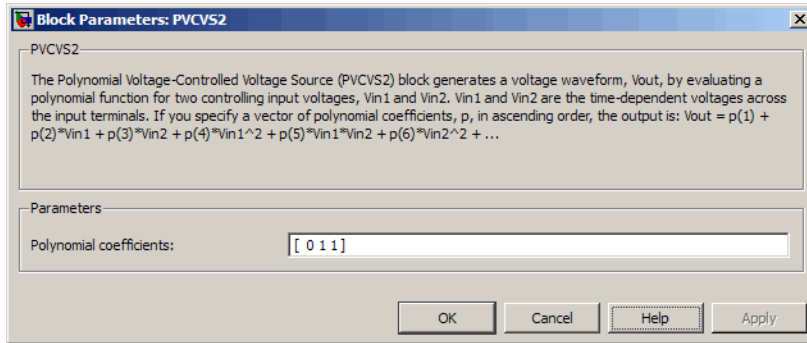 Block Parameters: PVCVS2
PVCVS2
The Polynomial Voltage-Controlled Voltage Source (PVCVS2) block generates a voltage waveform, Vout, by evaluating a
polynomial function for two controlling input voltages, Vin1 and Vin2. Vin1 and Vin2 are the time-dependent voltages across
the input terminals. If you specify a vector of polynomial coefficients, p, in ascending order, the output is: Vout = p(1) +
p(2)*Vin1 + p(3)*Vin2 + p(4)*Vin1^2 + p(5)*Vin1*Vin2 + p(6)*Vin2^2 + ...
Parameters
Polynomial coefficients: [ 0 1 1]
OK Cancel Help Apply